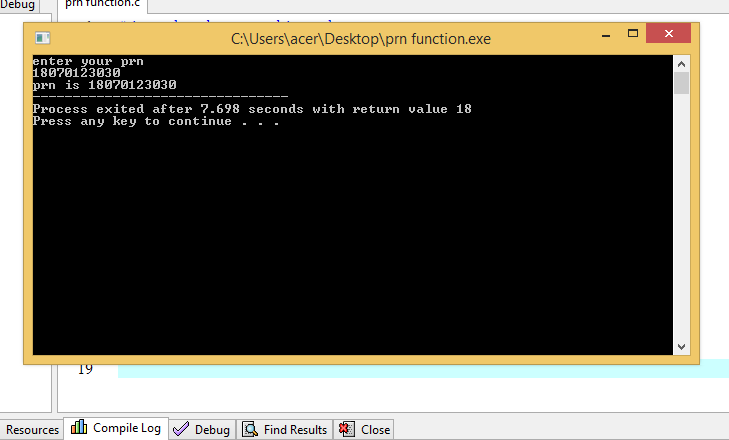 Debug
prn function.c
C:\Users\acer\Desktop\prn function.exe
enter your prn
18070123030
prn is 18070123030
--------------------------------
Process exited after 7.698 seconds with return value 18
Press any key to continue . . .
19
Resources Compile Log Debug Find Results Close